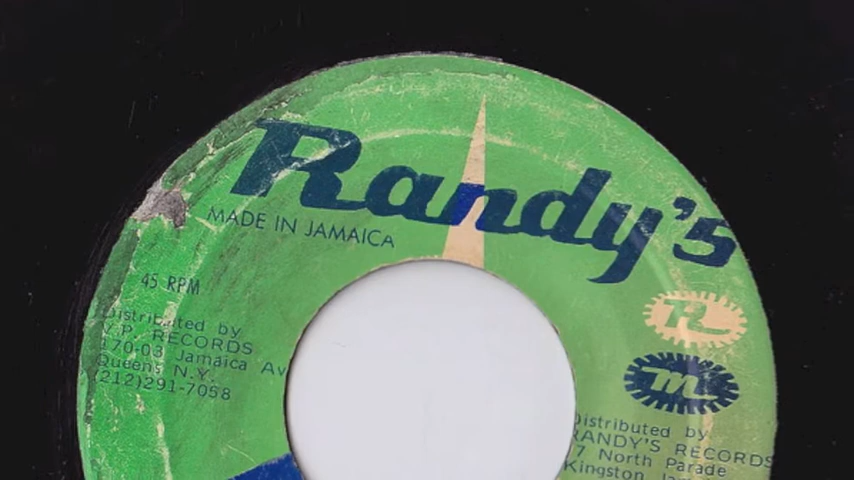 Randy's
MADE IN JAMAICA
45 RPM
Distributed by
V.P. RECORDS
170-03 Jamaica Av
Queens N.Y.
(212)291-7058
R
M
Distributed by
RANDY'S RECORDS
7 North Parade
Kingston